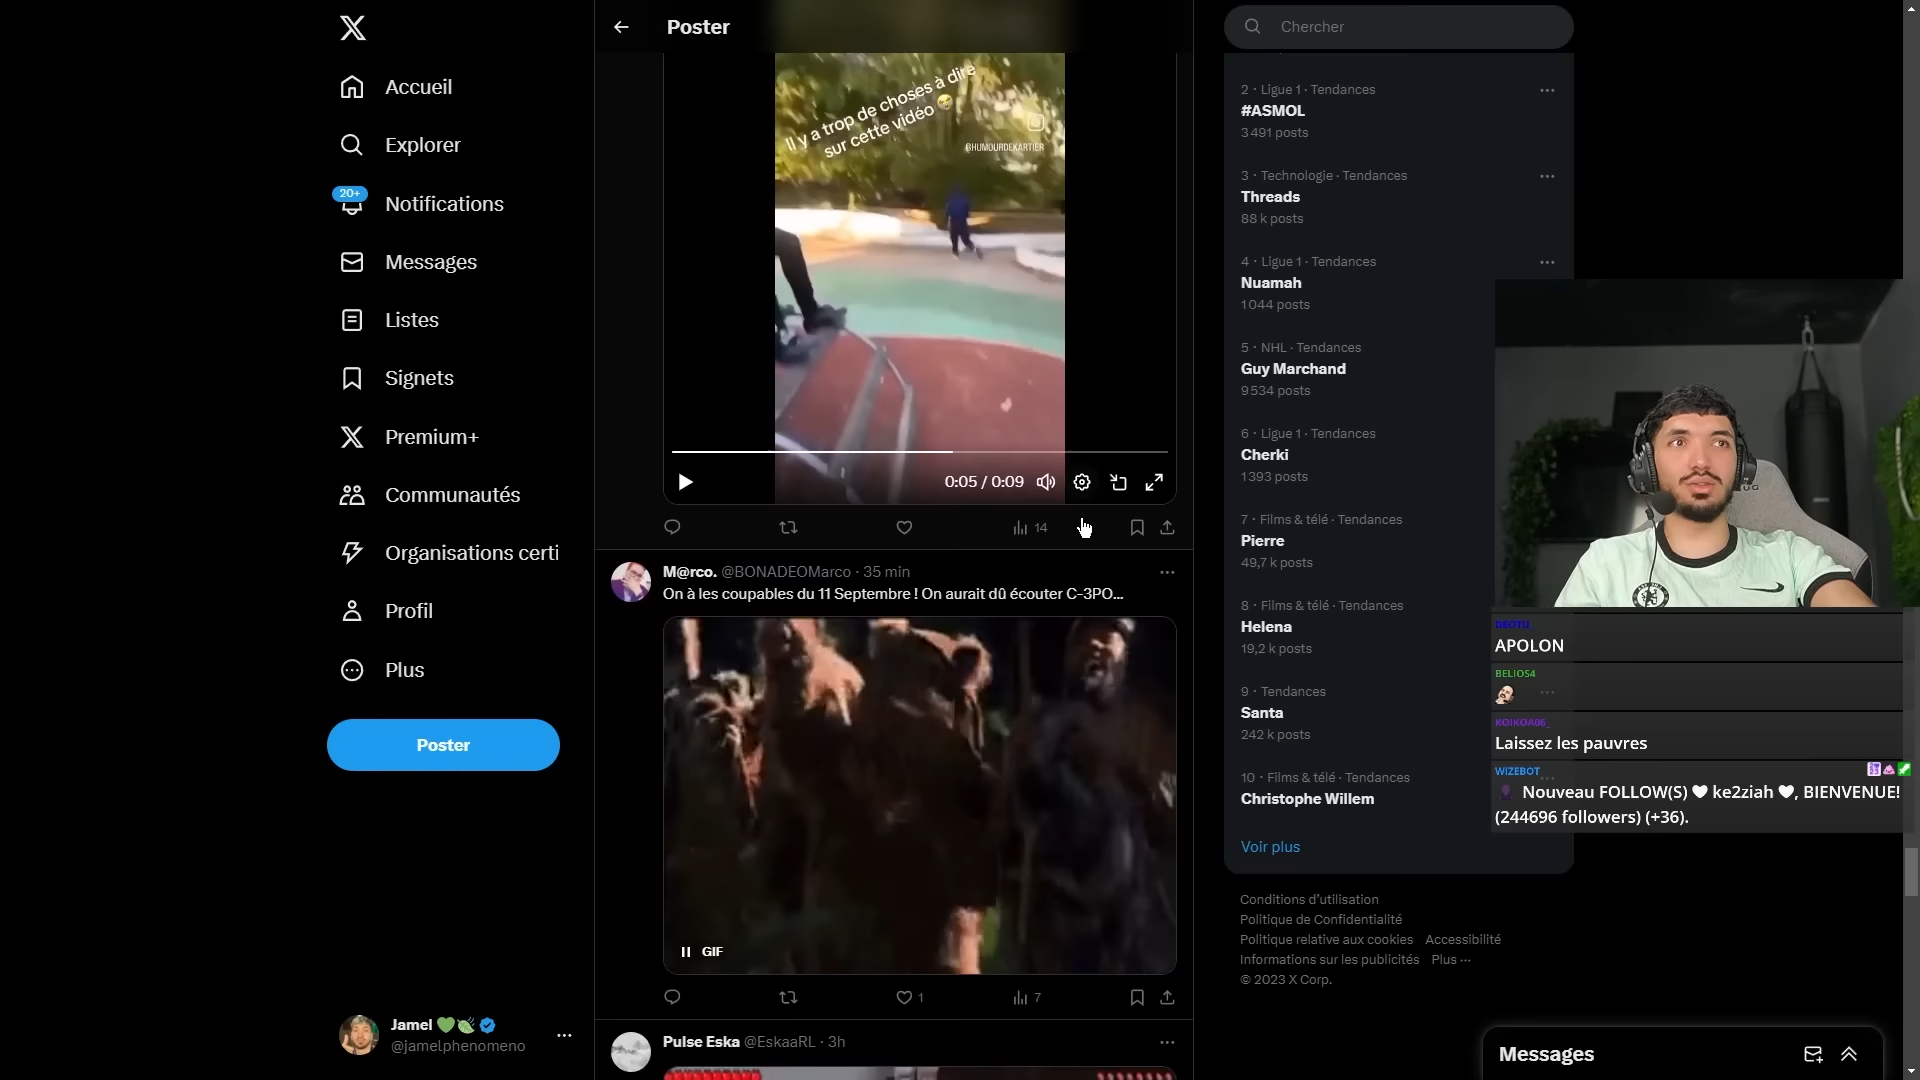 Accueil
Explorer
20+
Notifications
Messages
Listes
Signets
Premium+
Communautés
Organisations certi
Profil
Plus
Poster
Jamel
@jamelphenomeno
Poster
Il y a trop de choses à dire
sur cette vidéo
@HUMOURDEKARTIER
0:05 / 0:09
14
M@rco. @BONADEOMarco · 35 min
On à les coupables du 11 Septembre ! On aurait dû écouter C-3PO...
GIF
1
7
Pulse Eska @EskaaRL · 3h
Chercher
2 · Ligue 1 · Tendances
#ASMOL
3 491 posts
3 · Technologie · Tendances
Threads
88 k posts
4 · Ligue 1 · Tendances
Nuamah
1 044 posts
5 · NHL · Tendances
Guy Marchand
9 534 posts
6 · Ligue 1 · Tendances
Cherki
1 393 posts
7 · Films & télé · Tendances
Pierre
49,7 k posts
8 · Films & télé · Tendances
Helena
19,2 k posts
9 · Tendances
Santa
242 k posts
10 · Films & télé · Tendances
Christophe Willem
Voir plus
Conditions d’utilisation
Politique de Confidentialité
Politique relative aux cookies Accessibilité
Informations sur les publicités Plus ···
© 2023 X Corp.
APOLON
BELIOS4
KOIKOA06_
Laissez les pauvres
WIZEBOT
Nouveau FOLLOW(S) ♥ ke2ziah ♥, BIENVENUE!
(244696 followers) (+36).
Messages